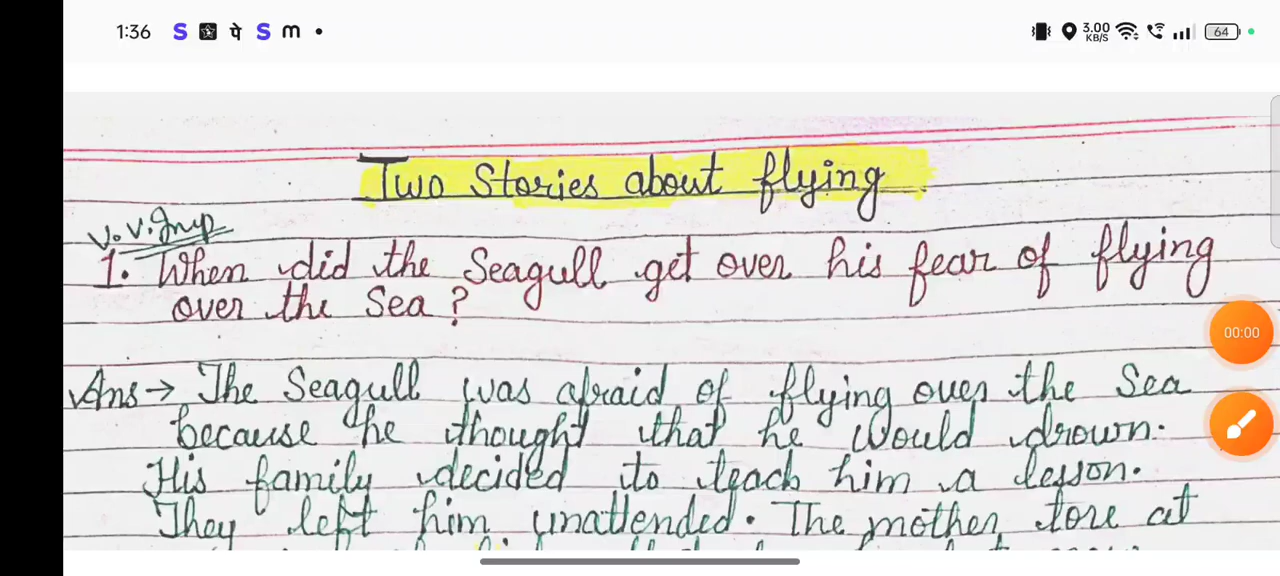 1:36 S पे S m
3.00 KB/S 64
Two Stories about flying
V. V. Imp
1. When did the Seagull get over his fear of flying
over the Sea?
00:00
Ans → The Seagull was afraid of flying over the Sea
because he thought that he would drown.
His family decided to teach him a lesson.
They left him unattended. The mother tore at